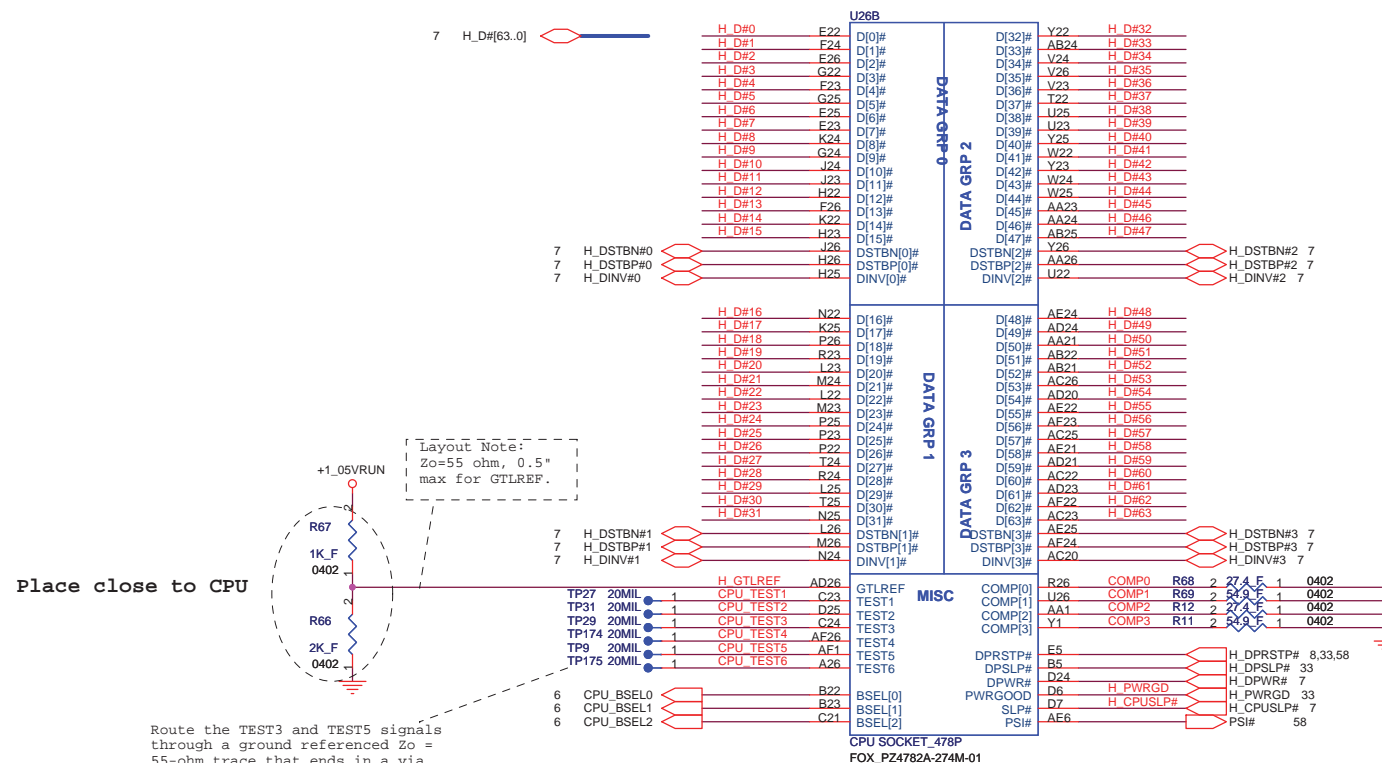 U26B
7 H_D#[63..0]
H_D#0 E22 D[0]# D[32]# Y22 H_D#32
H_D#1 F24 D[1]# D[33]# AB24 H_D#33
H_D#2 E26 D[2]# D[34]# V24 H_D#34
H_D#3 G22 D[3]# D[35]# V26 H_D#35
H_D#4 F23 D[4]# D[36]# V23 H_D#36
H_D#5 G25 D[5]# D[37]# T22 H_D#37
H_D#6 E25 D[6]# D[38]# U25 H_D#38
H_D#7 E23 D[7]# D[39]# U23 H_D#39
H_D#8 K24 D[8]# D[40]# Y25 H_D#40
H_D#9 G24 D[9]# D[41]# W22 H_D#41
H_D#10 J24 D[10]# D[42]# Y23 H_D#42
H_D#11 J23 D[11]# D[43]# W24 H_D#43
H_D#12 H22 D[12]# D[44]# W25 H_D#44
H_D#13 F26 D[13]# D[45]# AA23 H_D#45
H_D#14 K22 D[14]# D[46]# AA24 H_D#46
H_D#15 H23 D[15]# D[47]# AB25 H_D#47
7 H_DSTBN#0 J26 DSTBN[0]# DSTBN[2]# Y26 H_DSTBN#2 7
7 H_DSTBP#0 H26 DSTBP[0]# DSTBP[2]# AA26 H_DSTBP#2 7
7 H_DINV#0 H25 DINV[0]# DINV[2]# U22 H_DINV#2 7
DATA GRP 0
DATA GRP 2
H_D#16 N22 D[16]# D[48]# AE24 H_D#48
H_D#17 K25 D[17]# D[49]# AD24 H_D#49
H_D#18 P26 D[18]# D[50]# AA21 H_D#50
H_D#19 R23 D[19]# D[51]# AB22 H_D#51
H_D#20 L23 D[20]# D[52]# AB21 H_D#52
H_D#21 M24 D[21]# D[53]# AC26 H_D#53
H_D#22 L22 D[22]# D[54]# AD20 H_D#54
H_D#23 M23 D[23]# D[55]# AE22 H_D#55
H_D#24 P25 D[24]# D[56]# AF23 H_D#56
H_D#25 P23 D[25]# D[57]# AC25 H_D#57
H_D#26 P22 D[26]# D[58]# AE21 H_D#58
H_D#27 T24 D[27]# D[59]# AD21 H_D#59
H_D#28 R24 D[28]# D[60]# AC22 H_D#60
H_D#29 L25 D[29]# D[61]# AD23 H_D#61
H_D#30 T25 D[30]# D[62]# AF22 H_D#62
H_D#31 N25 D[31]# D[63]# AC23 H_D#63
7 H_DSTBN#1 L26 DSTBN[1]# DSTBN[3]# AE25 H_DSTBN#3 7
7 H_DSTBP#1 M26 DSTBP[1]# DSTBP[3]# AF24 H_DSTBP#3 7
7 H_DINV#1 N24 DINV[1]# DINV[3]# AC20 H_DINV#3 7
DATA GRP 1
DATA GRP 3
Layout Note:
Zo=55 ohm, 0.5"
max for GTLREF.
+1_05VRUN
2
R67
1K_F
0402 1
Place close to CPU
2
R66
2K_F
0402 1
MISC
H_GTLREF AD26 GTLREF COMP[0] R26 COMP0 R68 2 27.4_F 1 0402
TP27 20MIL 1 CPU_TEST1 C23 TEST1 COMP[1] U26 COMP1 R69 2 54.9_F 1 0402
TP31 20MIL 1 CPU_TEST2 D25 TEST2 COMP[2] AA1 COMP2 R12 2 27.4_F 1 0402
TP29 20MIL 1 CPU_TEST3 C24 TEST3 COMP[3] Y1 COMP3 R11 2 54.9_F 1 0402
TP174 20MIL 1 CPU_TEST4 AF26 TEST4
TP9 20MIL 1 CPU_TEST5 AF1 TEST5 DPRSTP# E5 H_DPRSTP# 8,33,58
TP175 20MIL 1 CPU_TEST6 A26 TEST6 DPSLP# B5 H_DPSLP# 33
DPWR# D24 H_DPWR# 7
6 CPU_BSEL0 B22 BSEL[0] PWRGOOD D6 H_PWRGD H_PWRGD 33
6 CPU_BSEL1 B23 BSEL[1] SLP# D7 H_CPUSLP# H_CPUSLP# 7
6 CPU_BSEL2 C21 BSEL[2] PSI# AE6 PSI# 58
CPU SOCKET_478P
FOX_PZ4782A-274M-01
Route the TEST3 and TEST5 signals
through a ground referenced Zo =
55-ohm trace that ends in a via